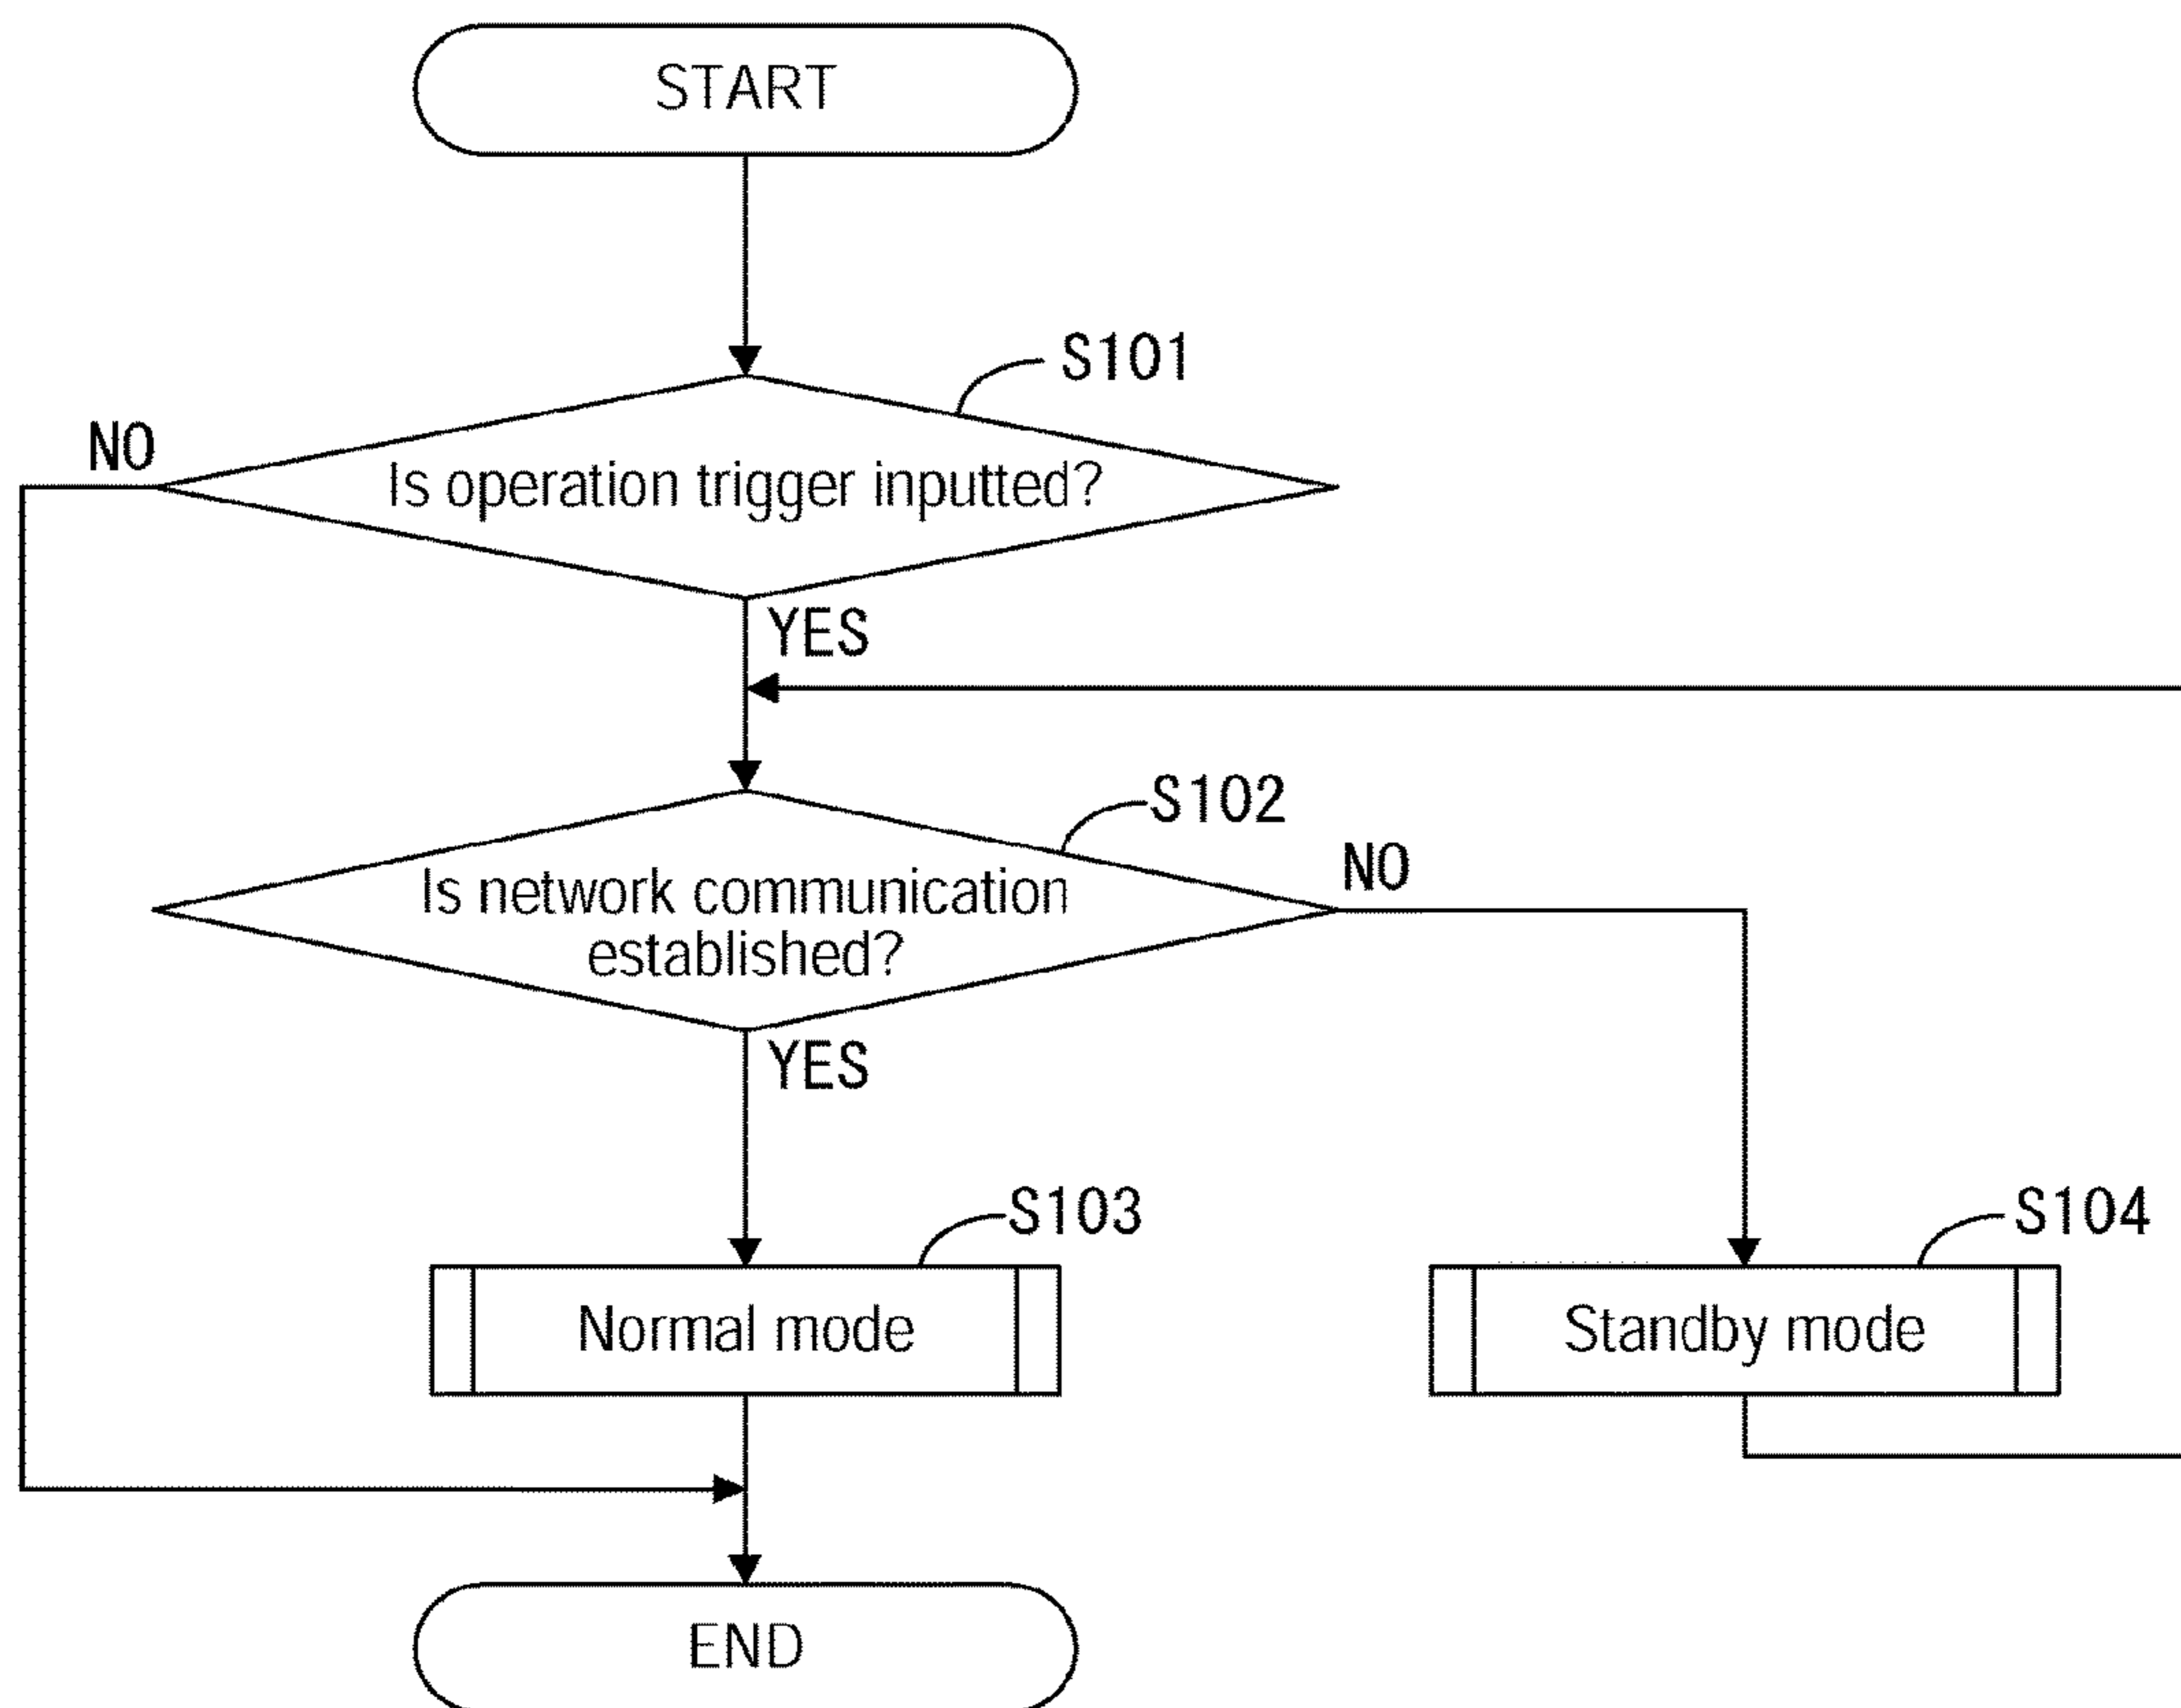 START
S101
NO
Is operation trigger inputted?
YES
S102
NO
Is network communication
established?
YES
S103
S104
Normal mode
Standby mode
END